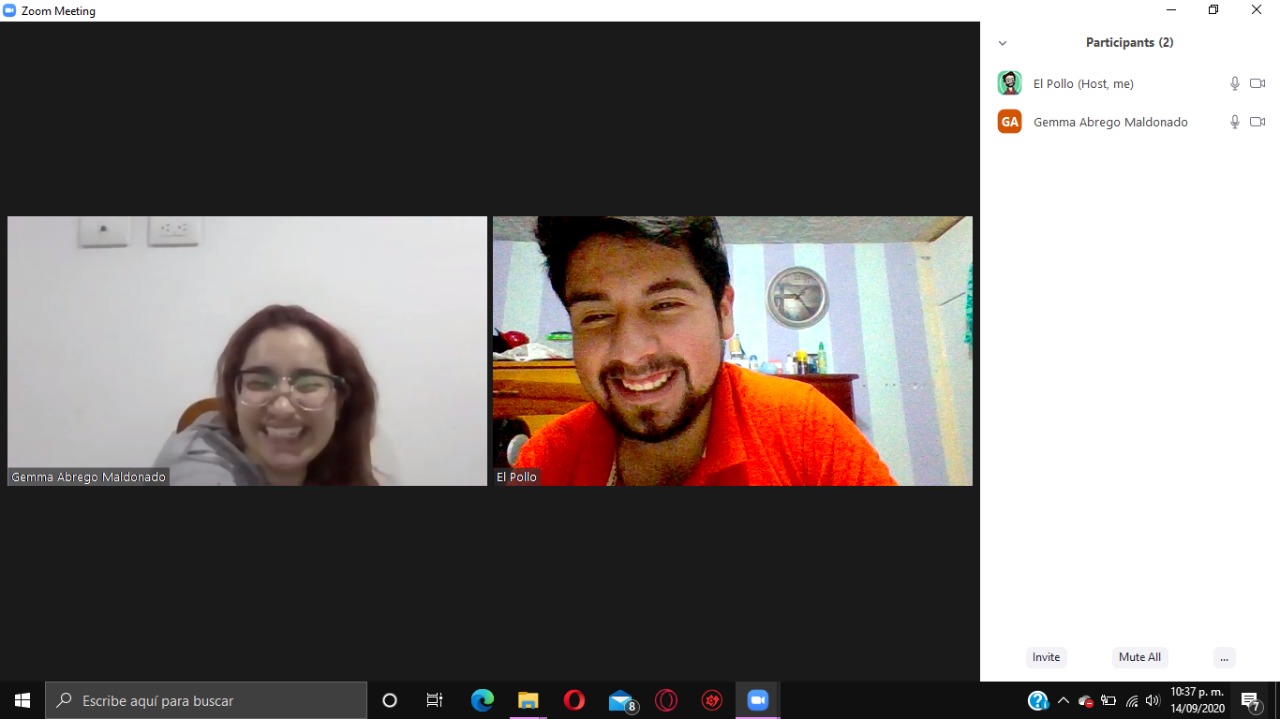 Zoom Meeting
Participants (2)
El Pollo (Host, me)
GA Gemma Abrego Maldonado
Gemma Abrego Maldonado
El Pollo
Invite Mute All ...
Escribe aquí para buscar
8
10:37 p. m.
14/09/2020
7